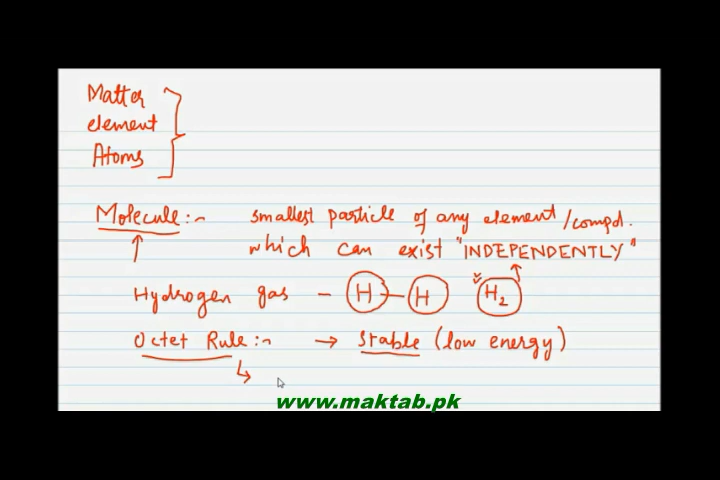 Matter
element
Atoms
Molecule:~ smallest particle of any element/compd.
which can exist "INDEPENDENTLY"
Hydrogen gas – H–H H₂
Octet Rule:~ → stable (low energy)
www.maktab.pk